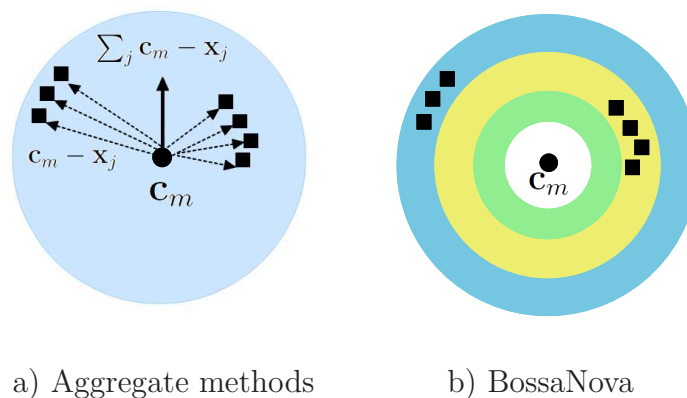 ∑_j c_m − x_j
c_m − x_j
c_m
c_m
a) Aggregate methods
b) BossaNova